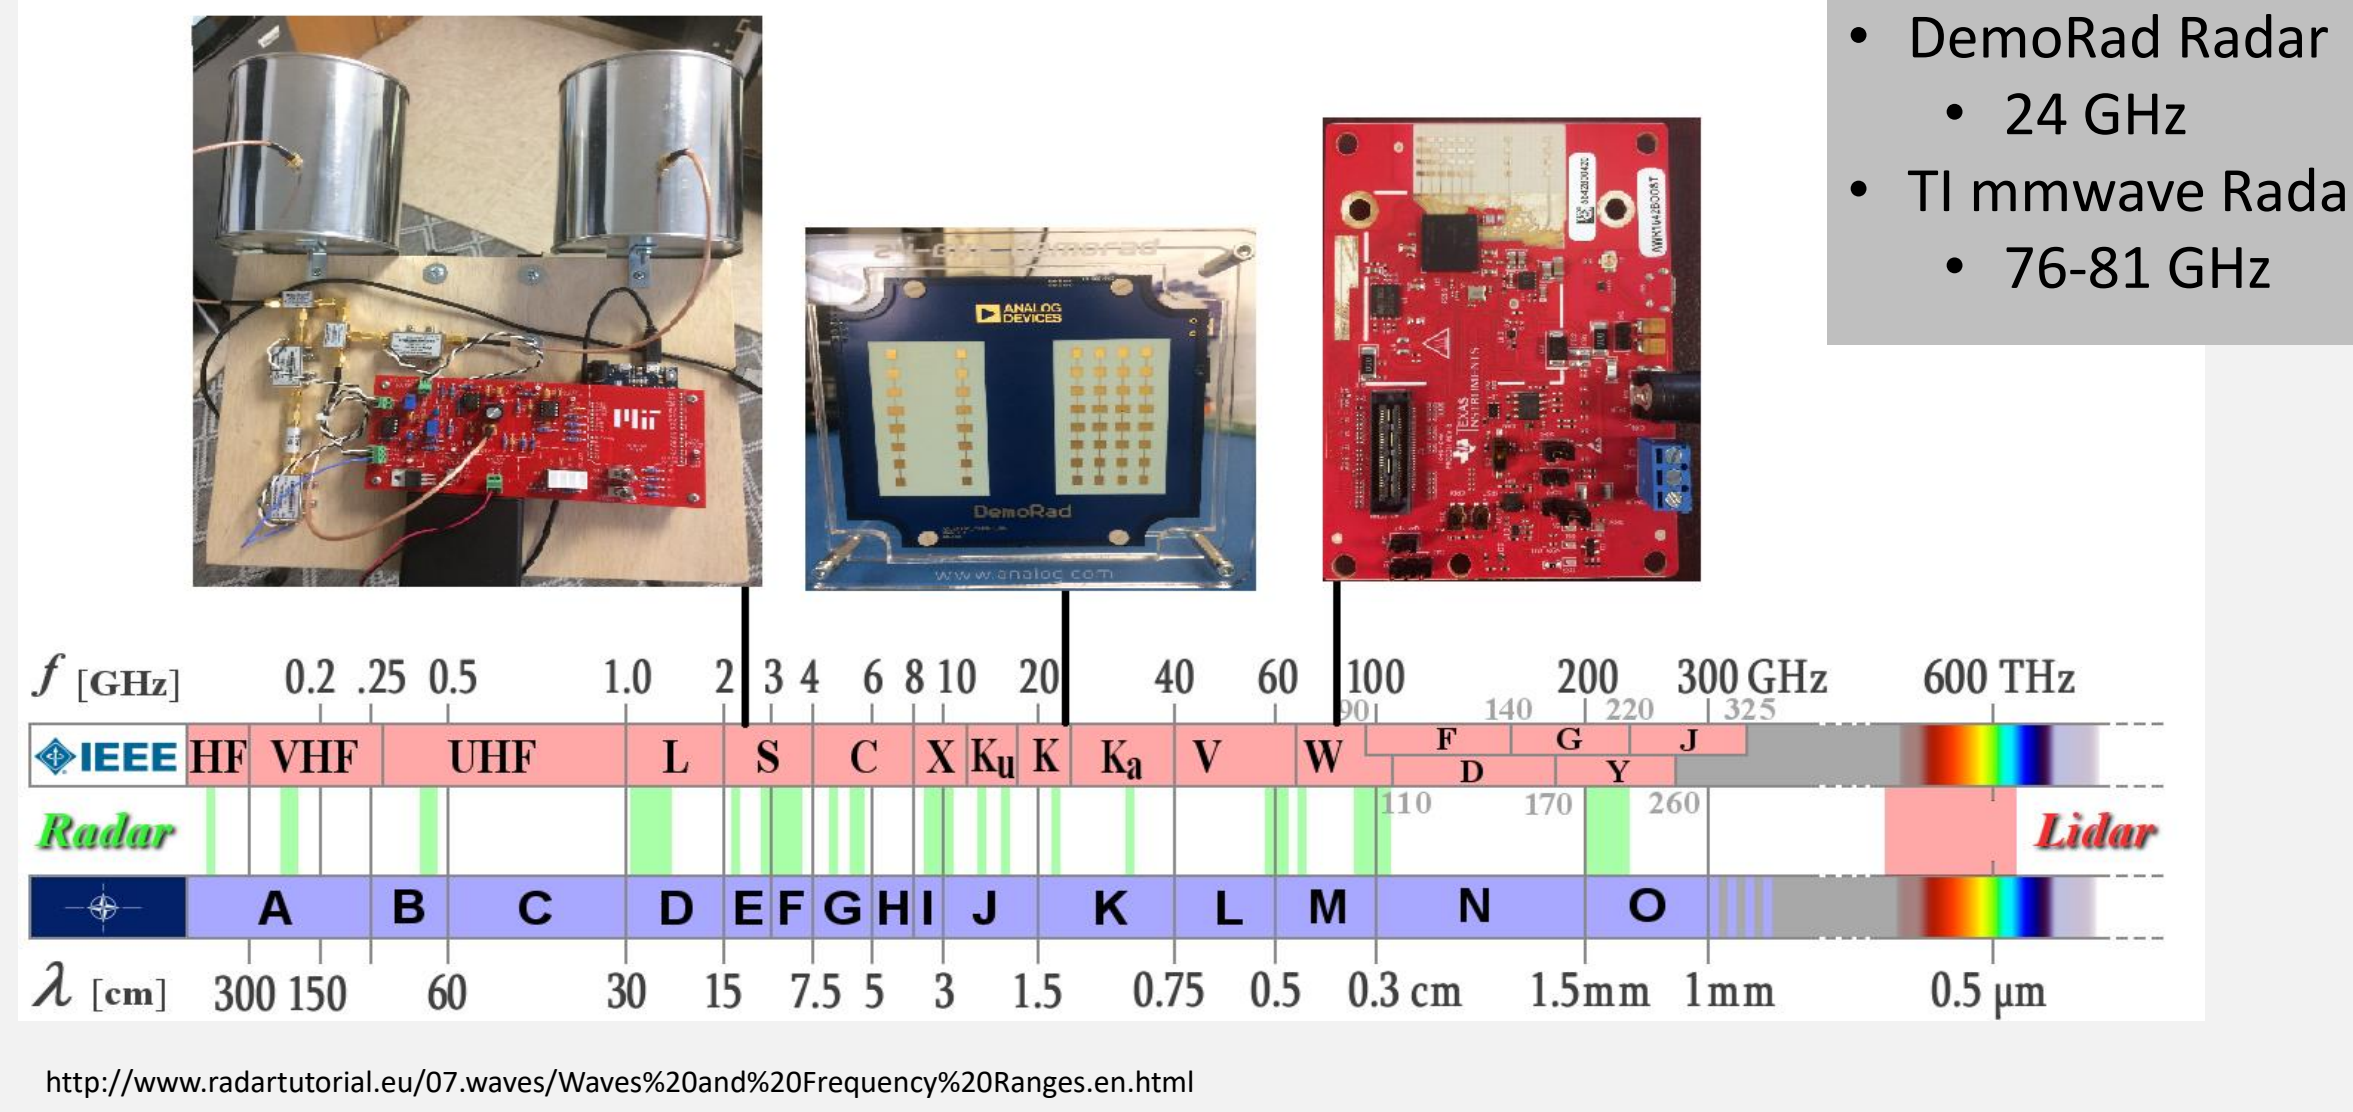 • DemoRad Radar
• 24 GHz
• TI mmwave Rada
• 76-81 GHz
ANALOG
DEVICES
DemoRad
www.analog.com
TEXAS
INSTRUMENTS
AWR1642BOOST
f [GHz] 0.2 .25 0.5 1.0 2 3 4 6 8 10 20 40 60 100 200 300 GHz 600 THz
90 140 220 325
IEEE HF VHF UHF L S C X Ku K Ka V W F G J
D Y
Radar 110 170 260 Lidar
A B C D E F G H I J K L M N O
λ [cm] 300 150 60 30 15 7.5 5 3 1.5 0.75 0.5 0.3 cm 1.5mm 1mm 0.5 μm
http://www.radartutorial.eu/07.waves/Waves%20and%20Frequency%20Ranges.en.html